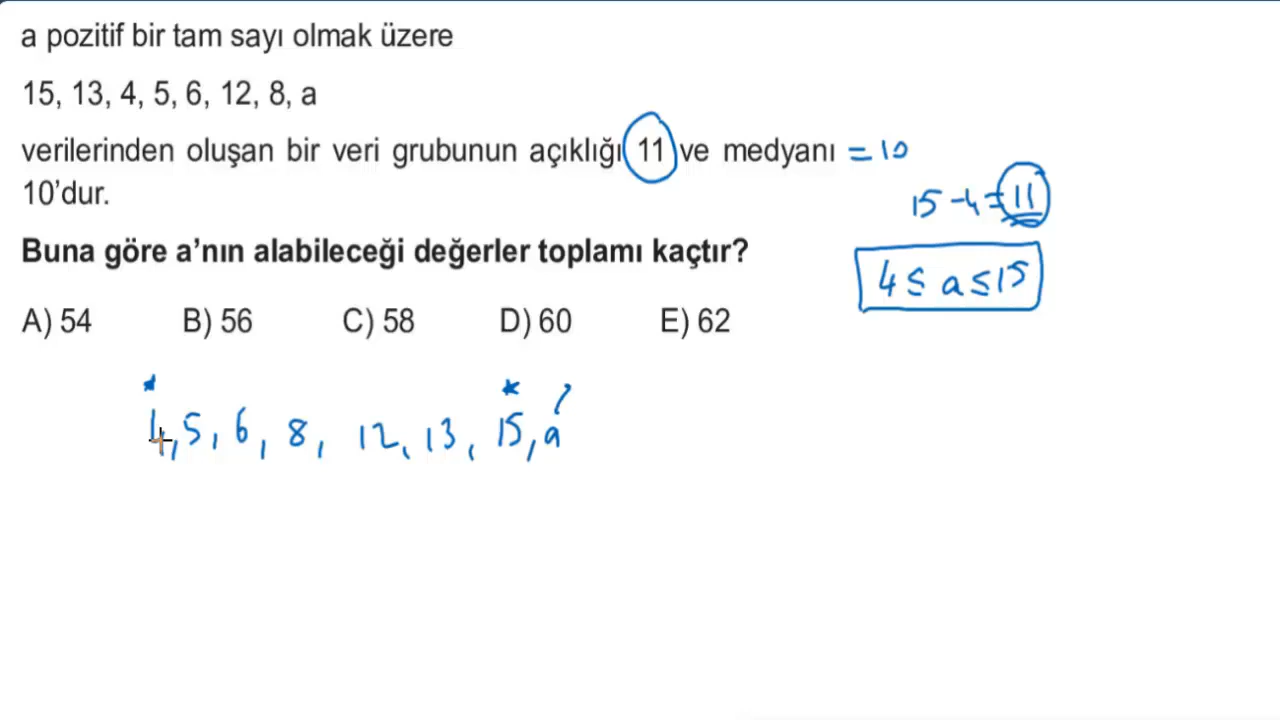 a pozitif bir tam sayı olmak üzere
15, 13, 4, 5, 6, 12, 8, a
verilerinden oluşan bir veri grubunun açıklığı 11 ve medyanı = 10
10'dur.
15 - 4 = 11
Buna göre a'nın alabileceği değerler toplamı kaçtır?
4 ≤ a ≤ 15
A) 54 B) 56 C) 58 D) 60 E) 62
4, 5, 6, 8, 12, 13, 15, a ?